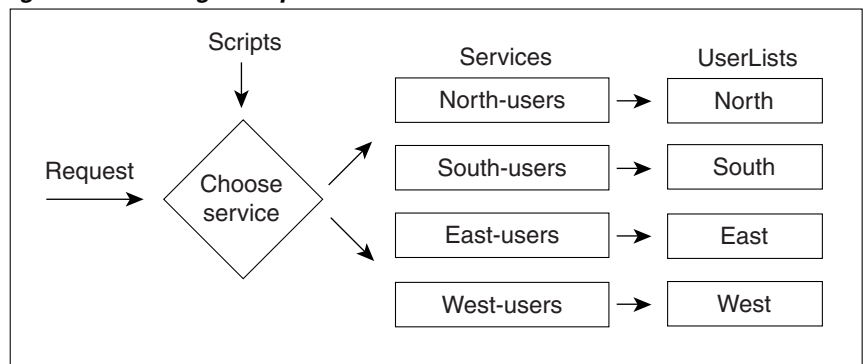 Scripts
Services
UserLists
Request
Choose
service
North-users
North
South-users
South
East-users
East
West-users
West